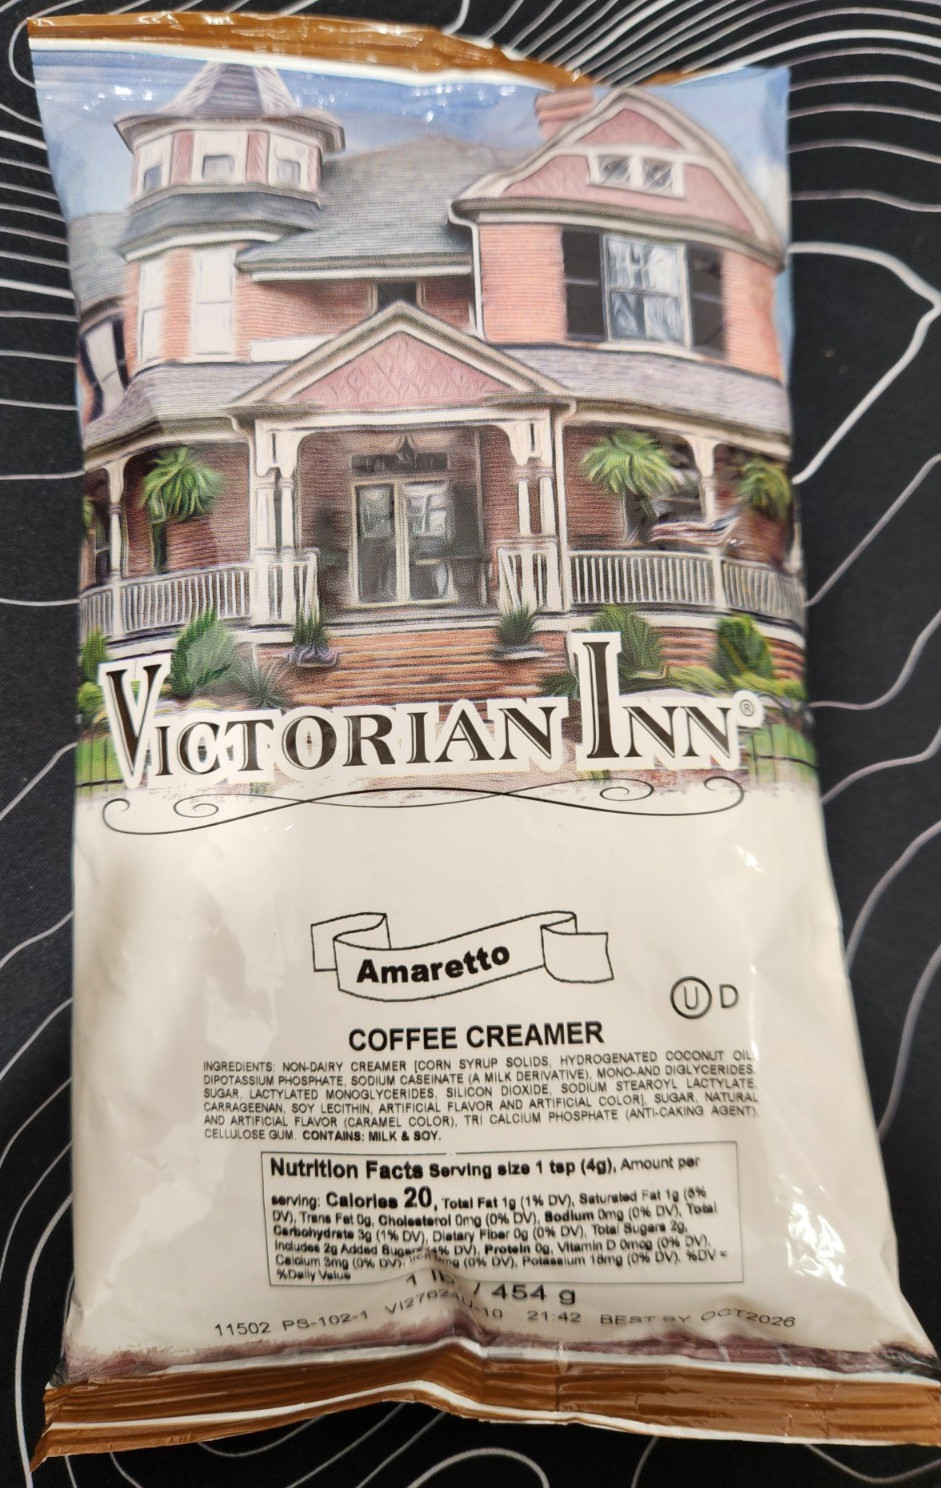 VICTORIAN INN®
Amaretto
U D
COFFEE CREAMER
INGREDIENTS: NON-DAIRY CREAMER [CORN SYRUP SOLIDS, HYDROGENATED COCONUT OIL,
DIPOTASSIUM PHOSPHATE, SODIUM CASEINATE (A MILK DERIVATIVE), MONO-AND DIGLYCERIDES,
SUGAR, LACTYLATED MONOGLYCERIDES, SILICON DIOXIDE, SODIUM STEAROYL LACTYLATE,
CARRAGEENAN, SOY LECITHIN, ARTIFICIAL FLAVOR AND ARTIFICIAL COLOR], SUGAR, NATURAL
AND ARTIFICIAL FLAVOR (CARAMEL COLOR), TRI CALCIUM PHOSPHATE (ANTI-CAKING AGENT),
CELLULOSE GUM. CONTAINS: MILK & SOY.
Nutrition Facts Serving size 1 tsp (4g), Amount per
serving: Calories 20, Total Fat 1g (1% DV), Saturated Fat 1g (5%
DV), Trans Fat 0g, Cholesterol 0mg (0% DV), Sodium 0mg (0% DV), Total
Carbohydrate 3g (1% DV), Dietary Fiber 0g (0% DV), Total Sugars 2g,
Includes 2g Added Sugars (4% DV), Protein 0g, Vitamin D 0mcg (0% DV),
Calcium 3mg (0% DV), (0% DV), Potassium 18mg (0% DV). %DV =
%Daily Value
1 lb. / 454 g
11502 PS-102-1 21:42 BEST BY OCT2026